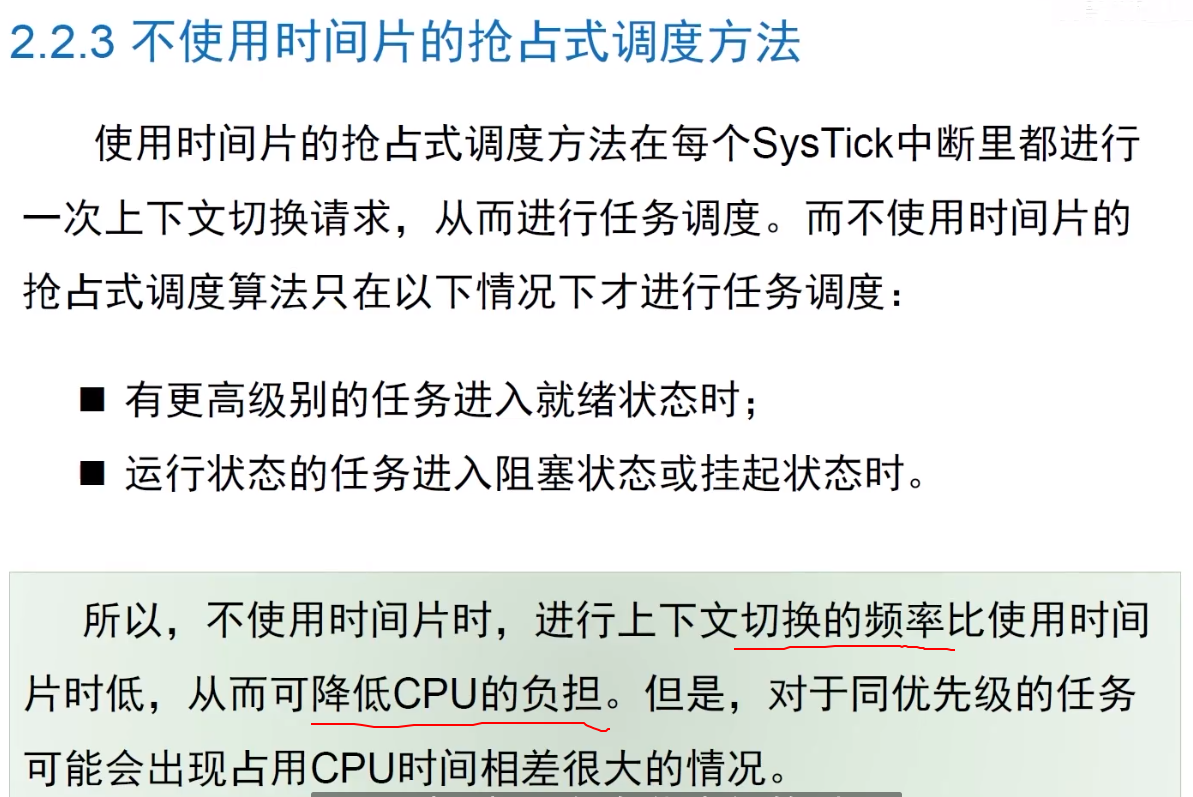 2.2.3 不使用时间片的抢占式调度方法
使用时间片的抢占式调度方法在每个SysTick中断里都进行
一次上下文切换请求，从而进行任务调度。而不使用时间片的
抢占式调度算法只在以下情况下才进行任务调度：
■ 有更高级别的任务进入就绪状态时；
■ 运行状态的任务进入阻塞状态或挂起状态时。
所以，不使用时间片时，进行上下文切换的频率比使用时间
片时低，从而可降低CPU的负担。但是，对于同优先级的任务
可能会出现占用CPU时间相差很大的情况。